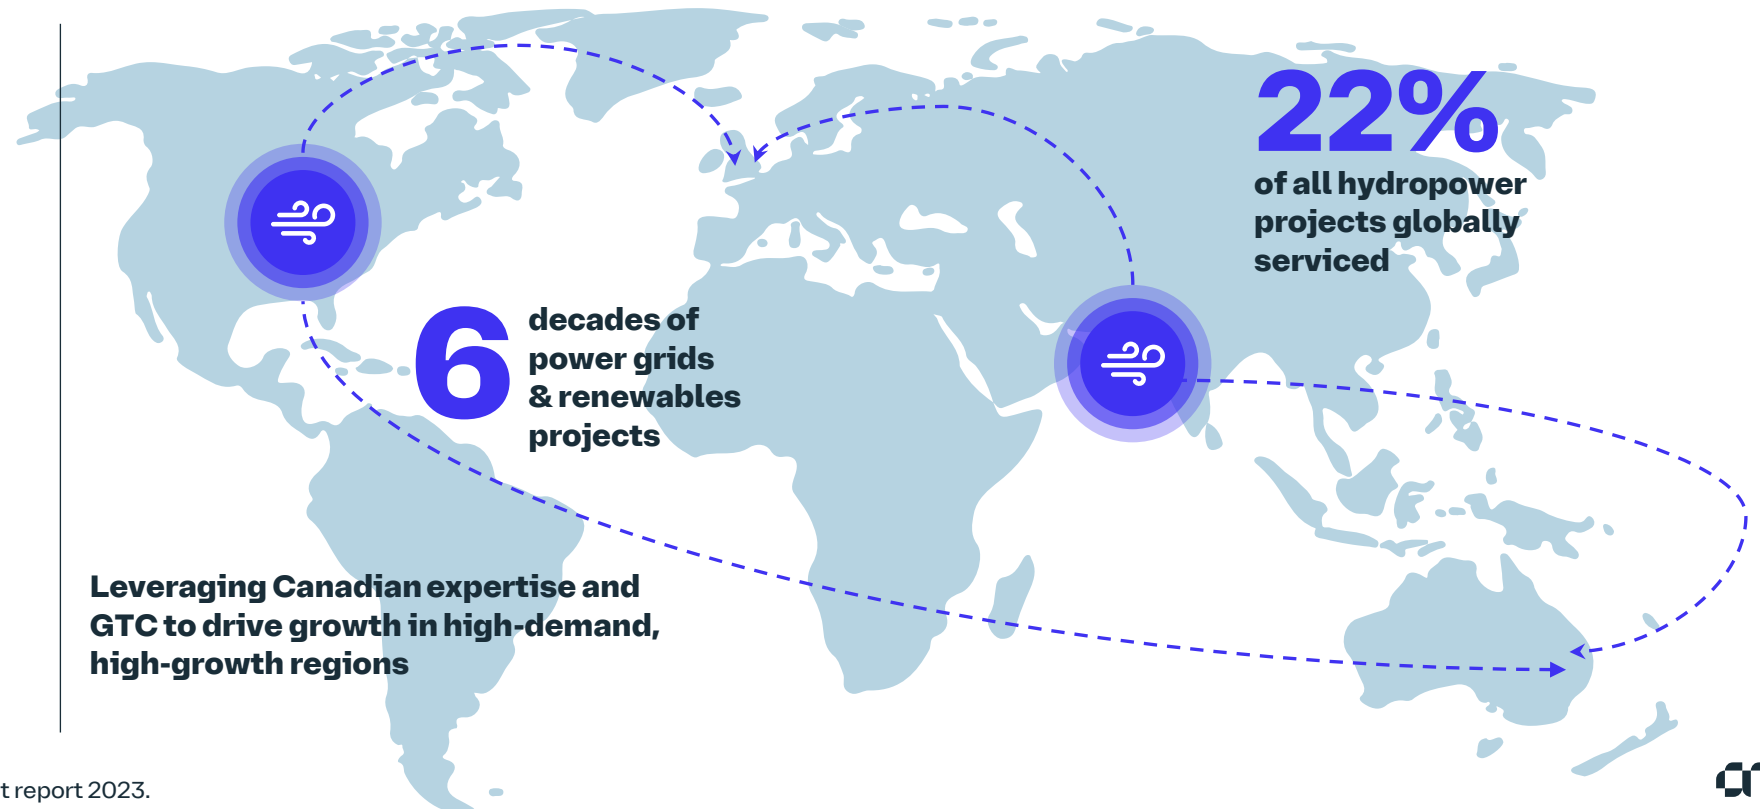 22%
of all hydropower
projects globally
serviced
6
decades of
power grids
& renewables
projects
Leveraging Canadian expertise and
GTC to drive growth in high-demand,
high-growth regions
t report 2023.